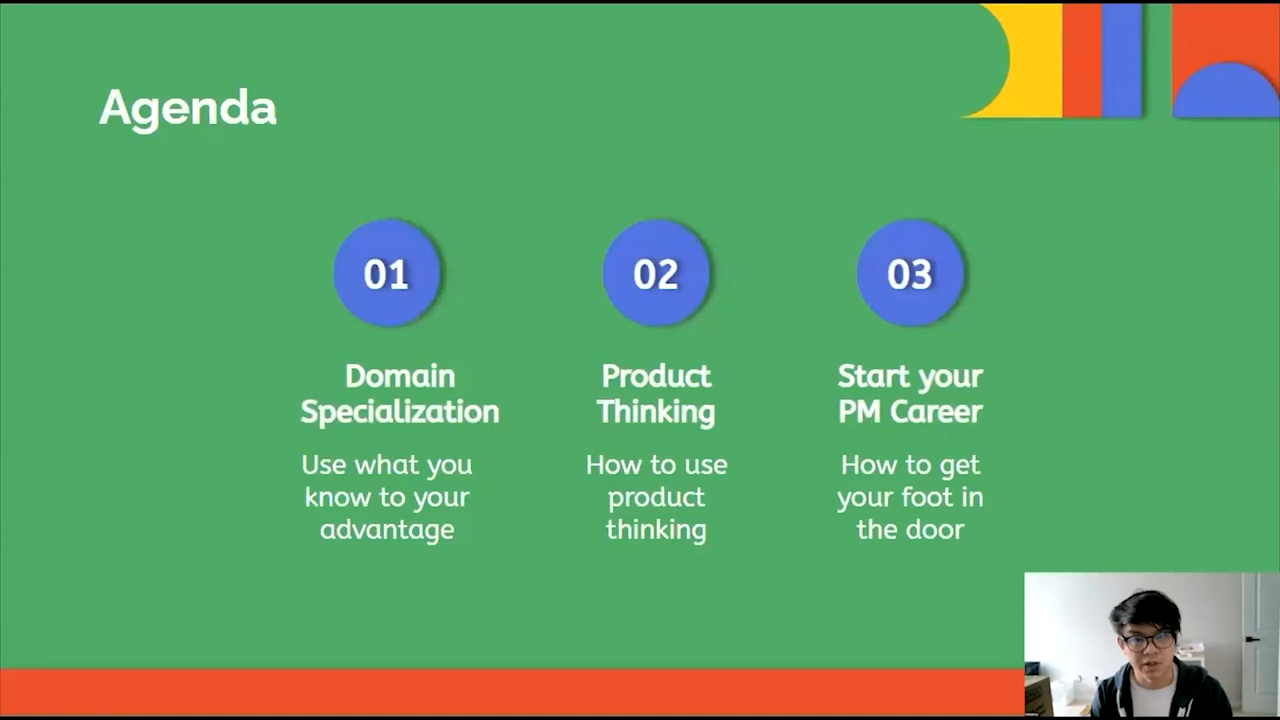 Agenda
01
02
03
Domain
Specialization
Product
Thinking
Start your
PM Career
Use what you
know to your
advantage
How to use
product
thinking
How to get
your foot in
the door